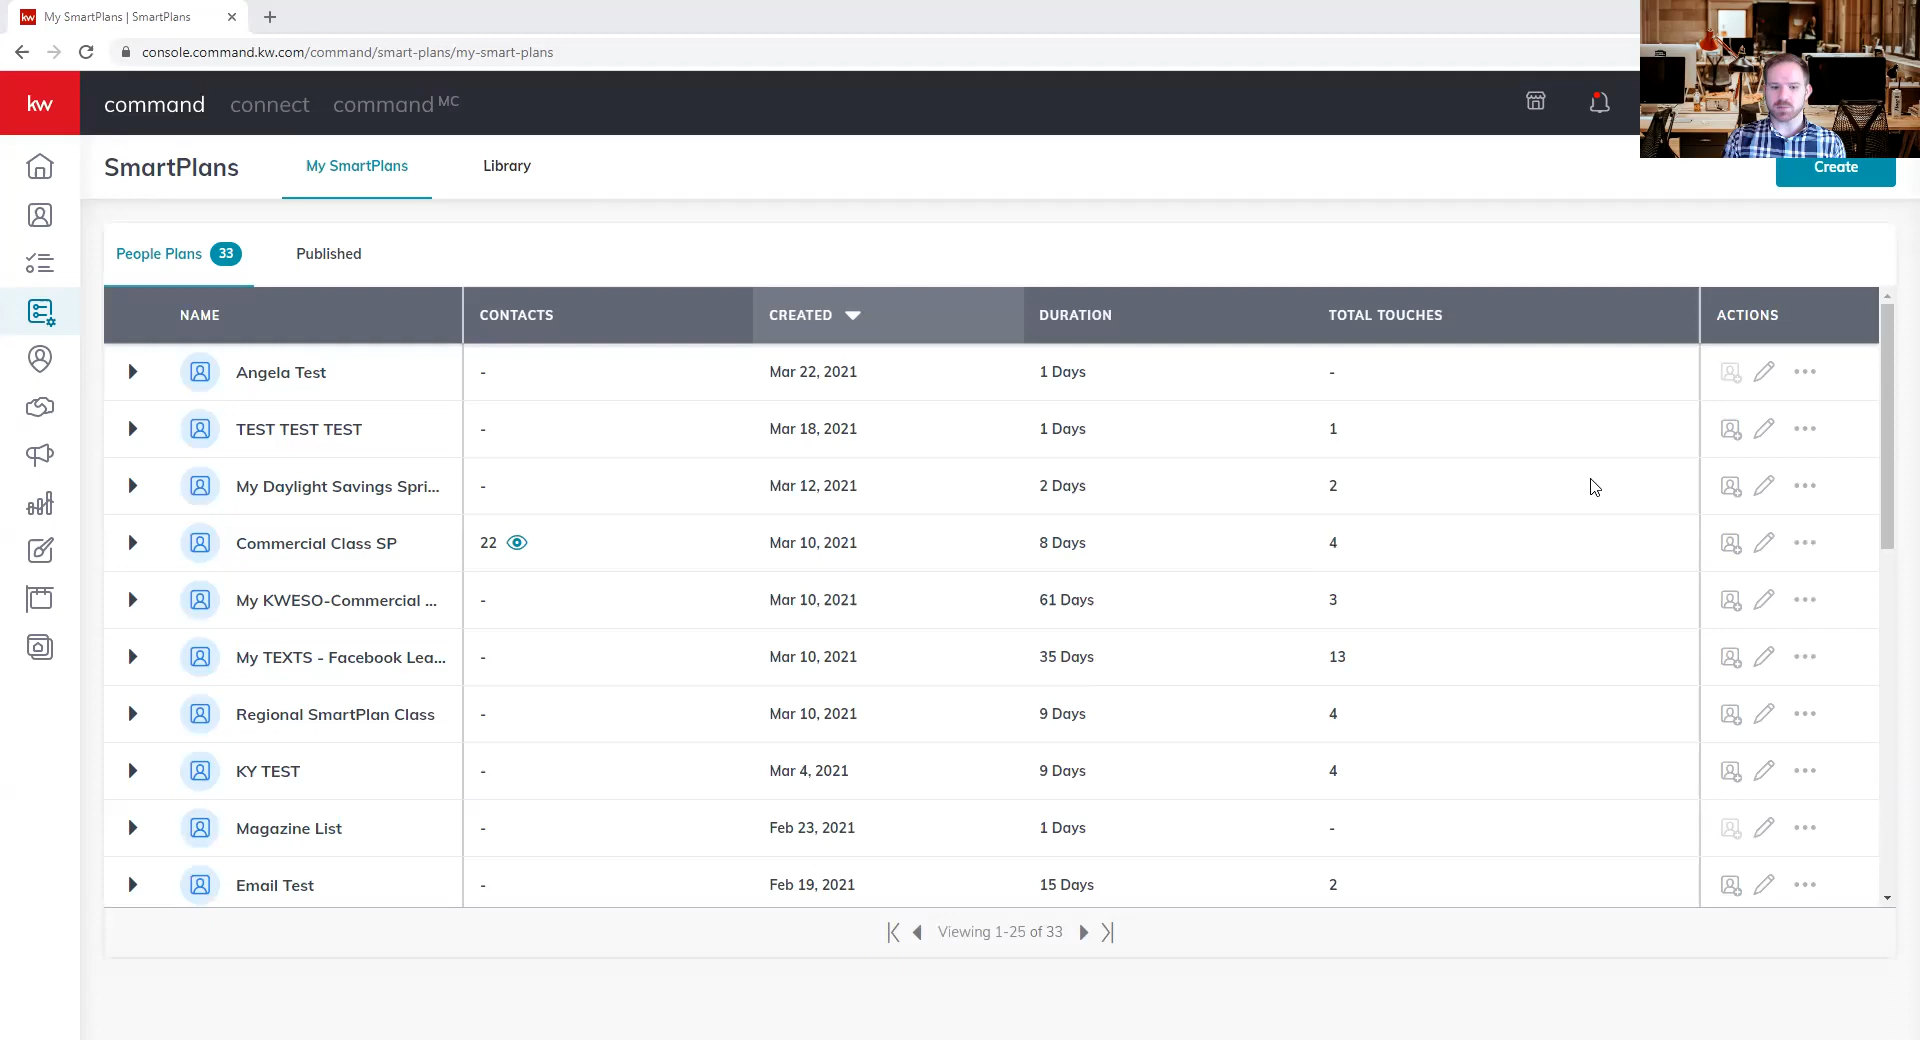 kw My SmartPlans | SmartPlans
console.command.kw.com/command/smart-plans/my-smart-plans
kw command connect command MC
SmartPlans My SmartPlans Library Create
People Plans 33 Published
NAME CONTACTS CREATED DURATION TOTAL TOUCHES ACTIONS
Angela Test - Mar 22, 2021 1 Days -
TEST TEST TEST - Mar 18, 2021 1 Days 1
My Daylight Savings Spri... - Mar 12, 2021 2 Days 2
Commercial Class SP 22 Mar 10, 2021 8 Days 4
My KWESO-Commercial ... - Mar 10, 2021 61 Days 3
My TEXTS - Facebook Lea... - Mar 10, 2021 35 Days 13
Regional SmartPlan Class - Mar 10, 2021 9 Days 4
KY TEST - Mar 4, 2021 9 Days 4
Magazine List - Feb 23, 2021 1 Days -
Email Test - Feb 19, 2021 15 Days 2
Viewing 1-25 of 33